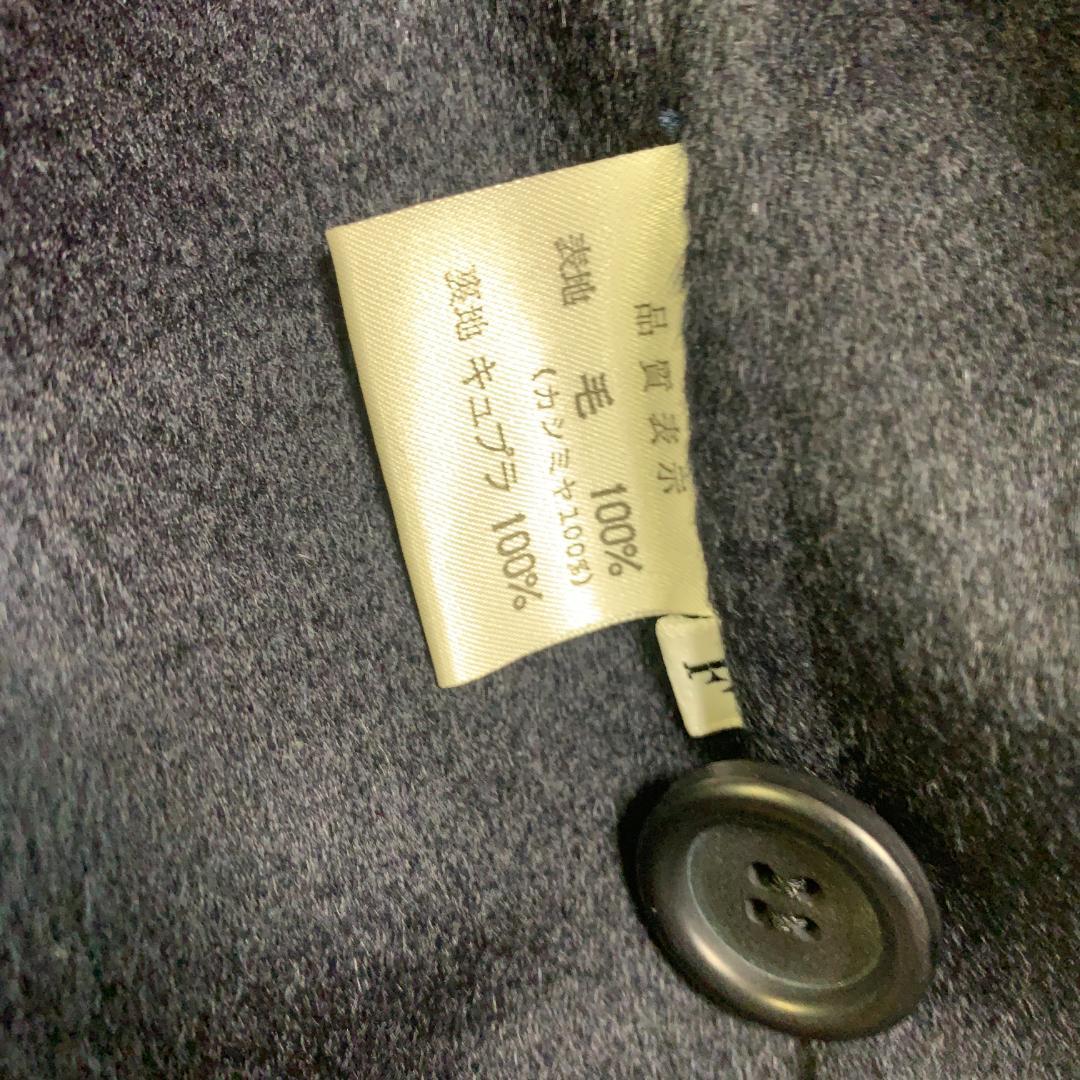 品質表示
表地 毛 100%
(カシミヤ100%)
裏地 キュプラ 100%
F